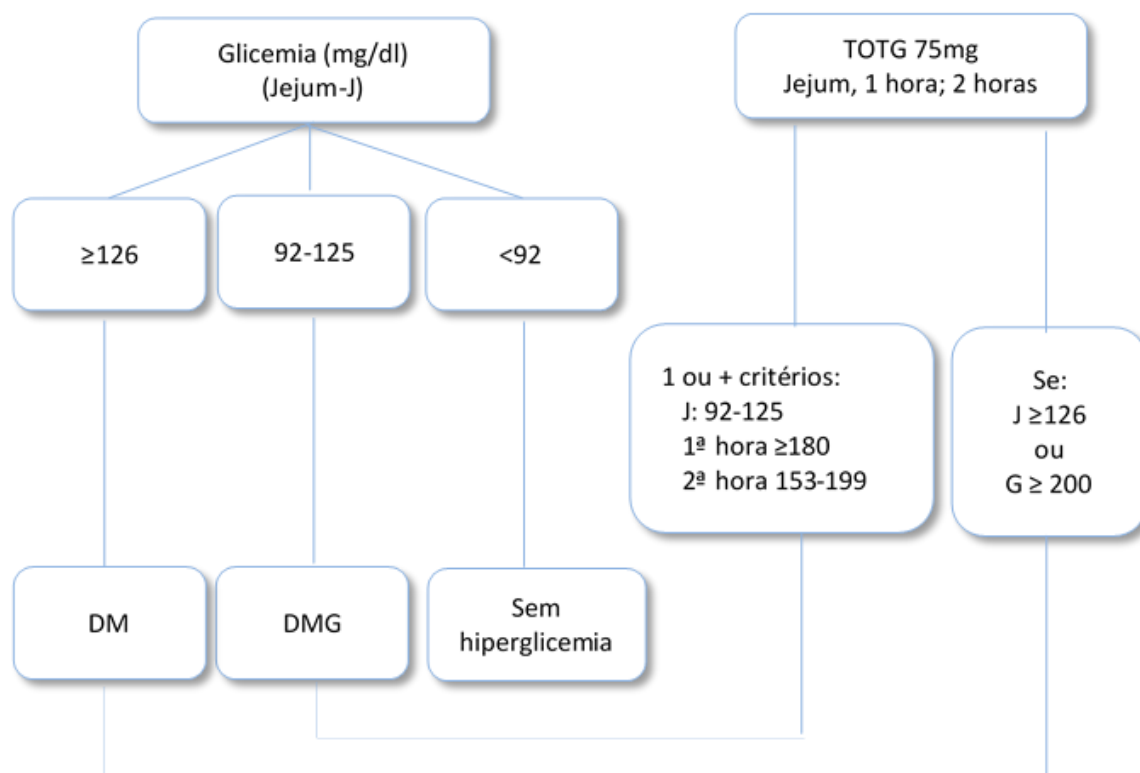 Glicemia (mg/dl)
(Jejum-J)
TOTG 75mg
Jejum, 1 hora; 2 horas
≥126
92-125
<92
1 ou + critérios:
J: 92-125
1ª hora ≥180
2ª hora 153-199
Se:
J ≥126
ou
G ≥ 200
DM
DMG
Sem
hiperglicemia